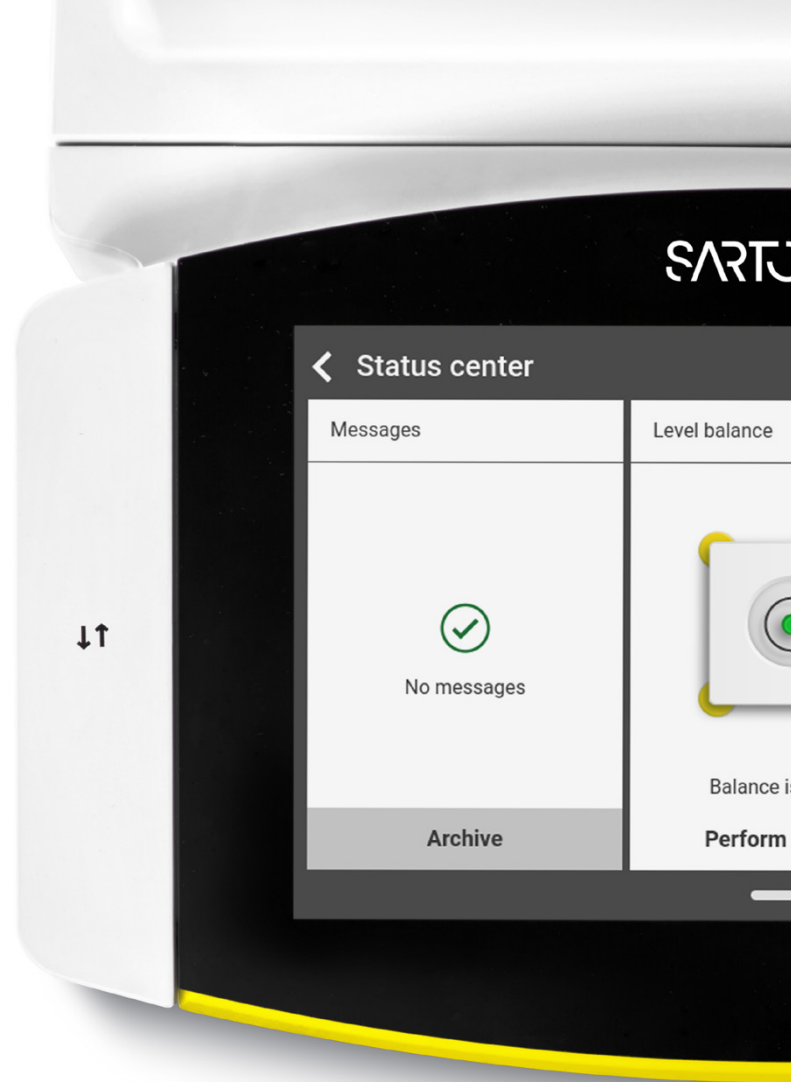 SARTO
Status center
Messages
Level balance
No messages
Balance is
Archive
Perform